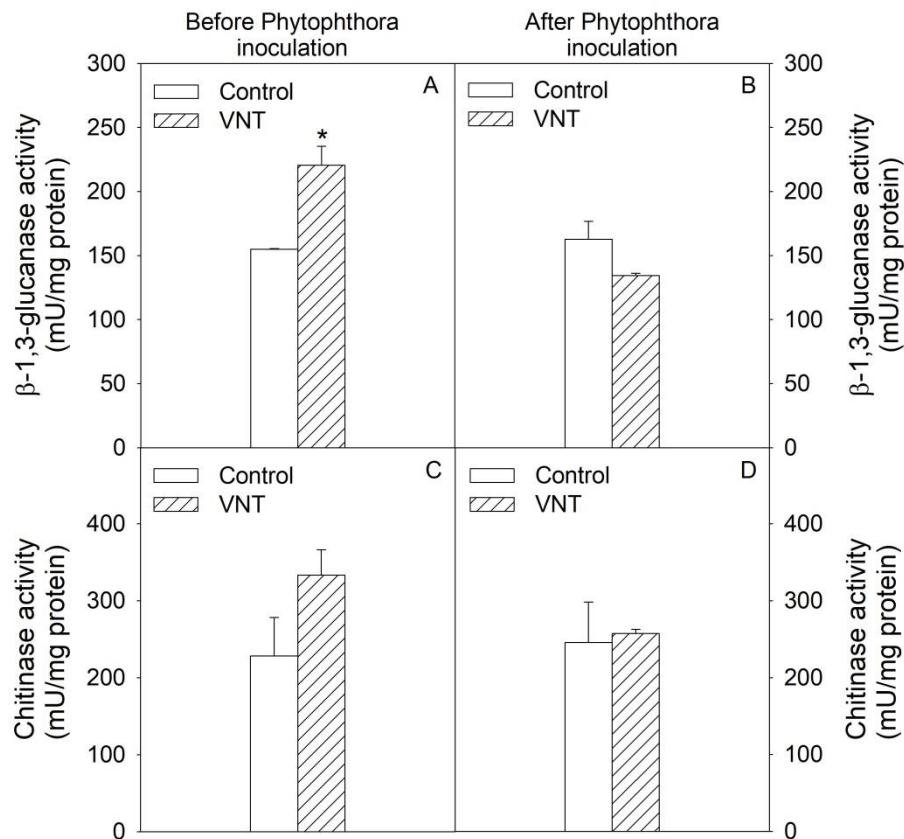 Before Phytophthora
inoculation
After Phytophthora
inoculation
300
250
200
150
100
50
0
β-1,3-glucanase activity
(mU/mg protein)
Control
VNT
A
*
Control
VNT
B
300
250
200
150
100
50
0
β-1,3-glucanase activity
(mU/mg protein)
400
300
200
100
0
Chitinase activity
(mU/mg protein)
Control
VNT
C
Control
VNT
D
400
300
200
100
0
Chitinase activity
(mU/mg protein)